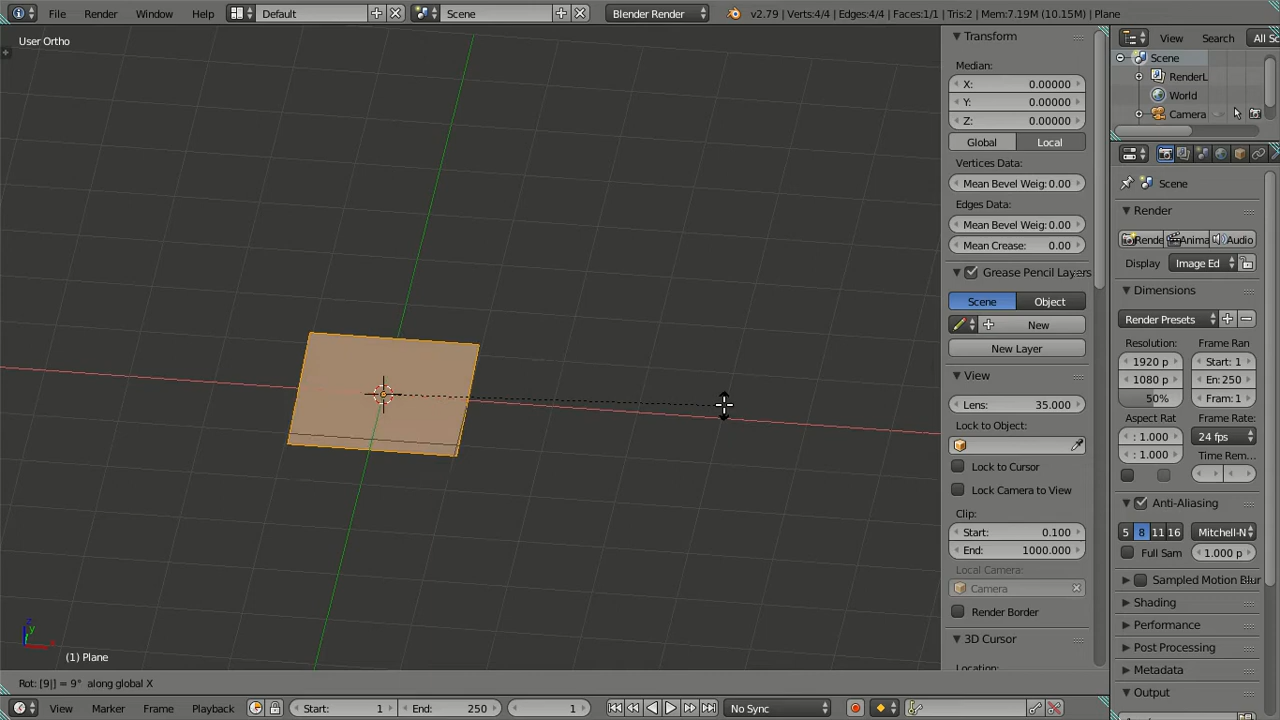 File Render Window Help Default Scene Blender Render v2.79 | Verts:4/4 | Edges:4/4 | Faces:1/1 | Tris:2 | Mem:7.19M (10.15M) | Plane
User Ortho
Transform
Median:
X: 0.00000
Y: 0.00000
Z: 0.00000
Global Local
Vertices Data:
Mean Bevel Weig: 0.00
Edges Data:
Mean Bevel Weig: 0.00
Mean Crease: 0.00
Grease Pencil Layers
Scene Object
New
New Layer
View
Lens: 35.000
Lock to Object:
Lock to Cursor
Lock Camera to View
Clip:
Start: 0.100
End: 1000.000
Local Camera:
Camera
Render Border
3D Cursor
Location:
View Search All Sc
Scene
RenderL
World
Camera
Scene
Render
Rende Anima Audio
Display Image Ed
Dimensions
Render Presets
Resolution: Frame Ran
1920 p Start: 1
1080 p En: 250
50% Fram: 1
Aspect Rat Frame Rate:
: 1.000 24 fps
: 1.000 Time Rem...
Anti-Aliasing
5 8 11 16 Mitchell-N
Full Sam 1.000 p
Sampled Motion Blur
Shading
Performance
Post Processing
Metadata
Output
z
y
x
(1) Plane
Rot: [9|] = 9° along global X
View Marker Frame Playback Start: 1 End: 250 1 No Sync